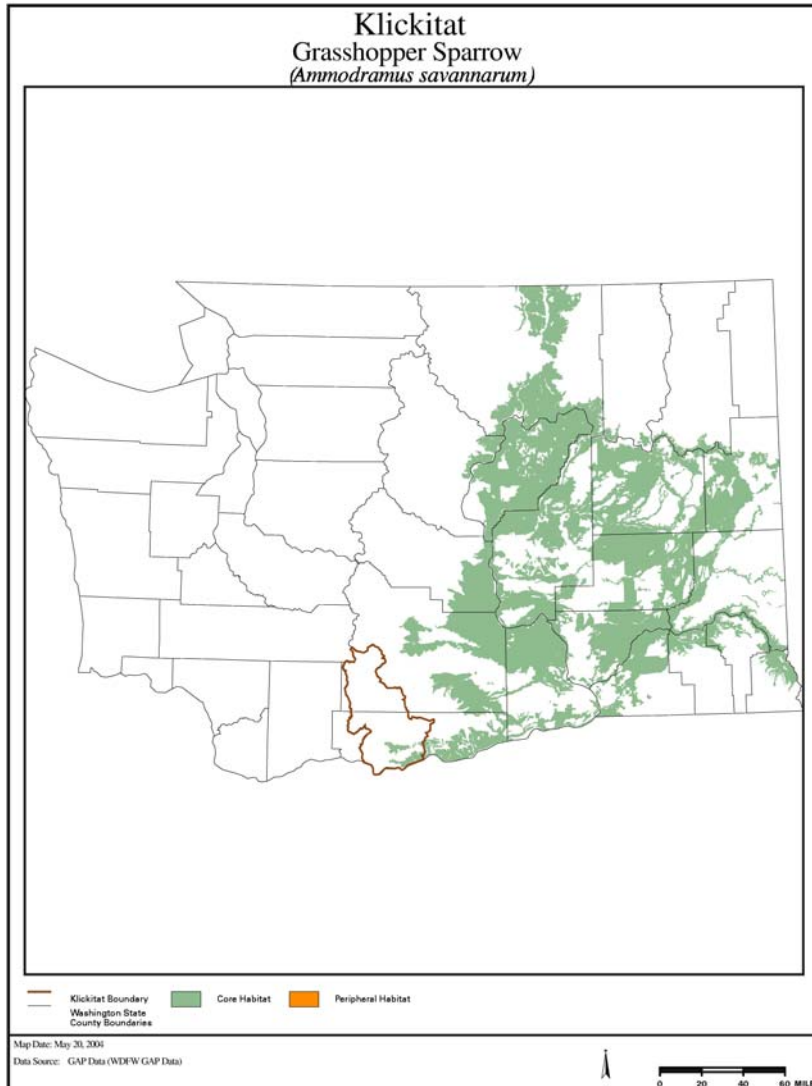 Klickitat
Grasshopper Sparrow
(Ammodramus savannarum)
Klickitat Boundary
Washington State
County Boundaries
Core Habitat
Peripheral Habitat
Map Date: May 20, 2004
Data Source: GAP Data (WDFW GAP Data)
0 20 40 60